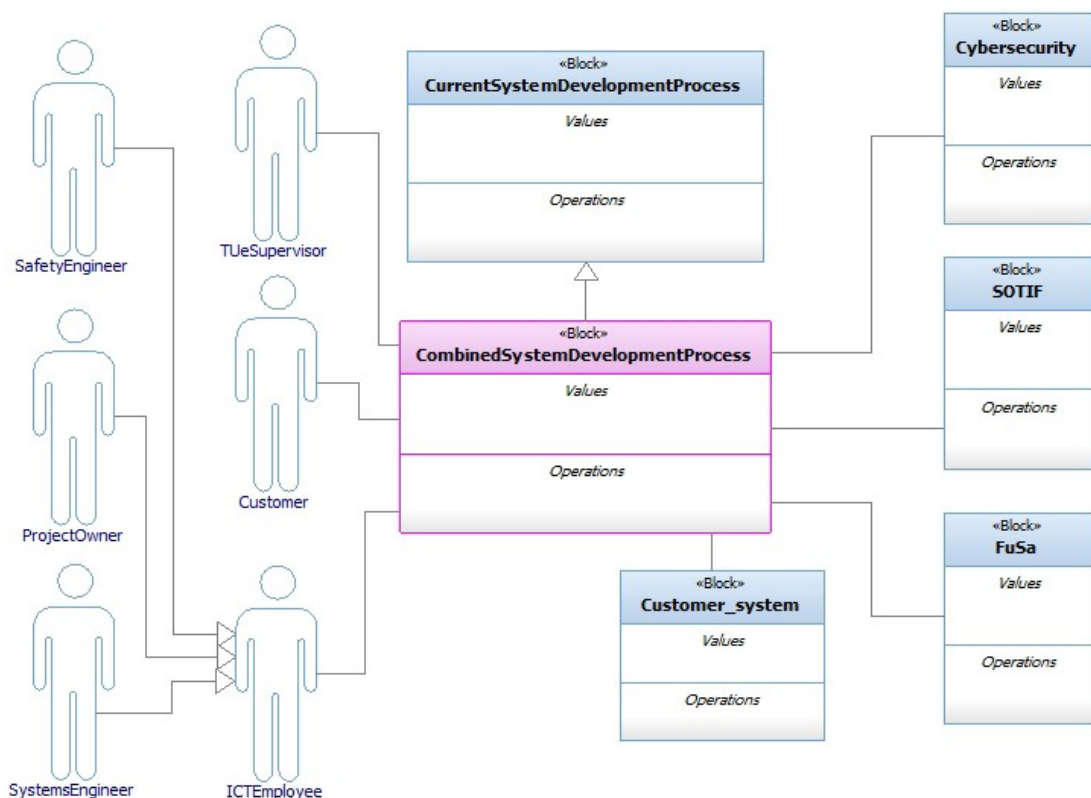 SafetyEngineer
ProjectOwner
SystemsEngineer
TUeSupervisor
Customer
ICTEmployee
«Block»
CurrentSystemDevelopmentProcess
Values
Operations
«Block»
CombinedSystemDevelopmentProcess
Values
Operations
«Block»
Customer_system
Values
Operations
«Block»
Cybersecurity
Values
Operations
«Block»
SOTIF
Values
Operations
«Block»
FuSa
Values
Operations